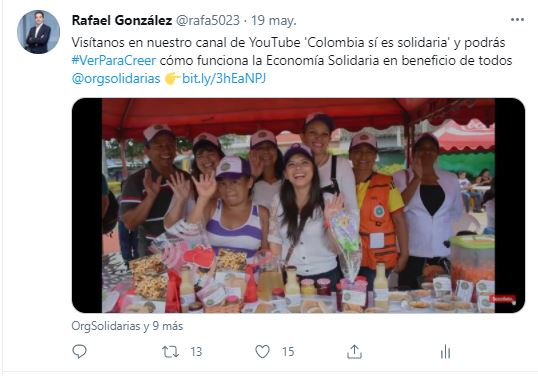 Rafael González @rafa5023 · 19 may.
Visítanos en nuestro canal de YouTube 'Colombia sí es solidaria' y podrás
#VerParaCreer cómo funciona la Economía Solidaria en beneficio de todos
@orgsolidarias 👉bit.ly/3hEaNPJ
Suscríbete
OrgSolidarias y 9 más
13
15